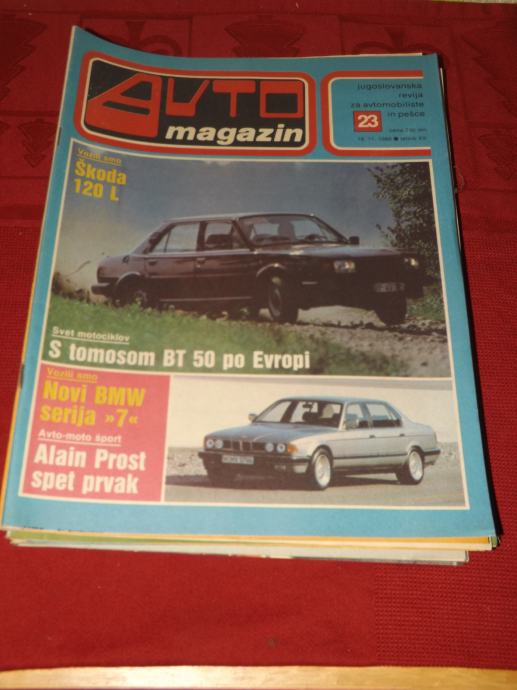 AVTO
magazin
jugoslovanska
revija
za avtomobiliste
in pešce
23
Vozili smo
Škoda
120 L
Svet motociklov
S tomosom BT 50 po Evropi
Vozili smo
Novi BMW
serija »7«
Avto-moto šport
Alain Prost
spet prvak